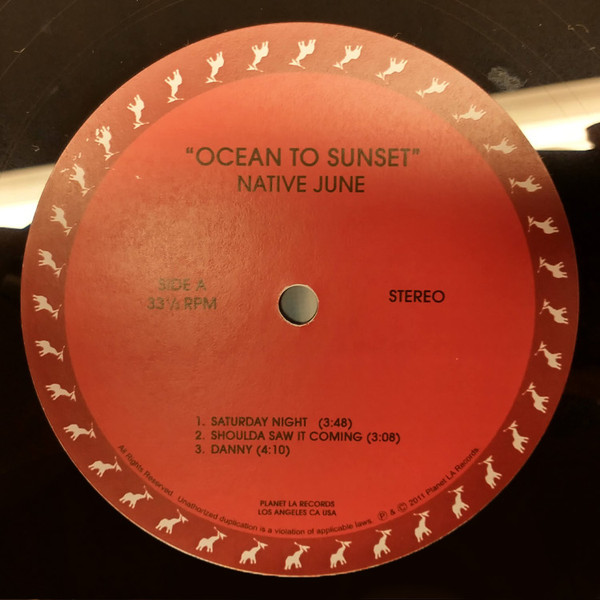 "OCEAN TO SUNSET"
NATIVE JUNE
SIDE A
33 ⅓ RPM
STEREO
1. SATURDAY NIGHT (3:48)
2. SHOULDA SAW IT COMING (3:08)
3. DANNY (4:10)
PLANET LA RECORDS
LOS ANGELES CA USA
All Rights Reserved. Unauthorized duplication is a violation of applicable laws. ℗ & © 2011 Planet LA Records